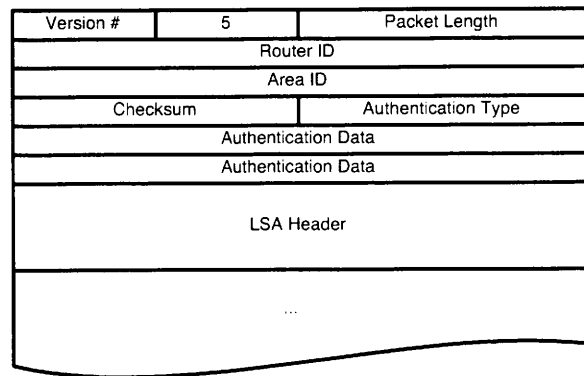 Version # 5 Packet Length
Router ID
Area ID
Checksum Authentication Type
Authentication Data
Authentication Data
LSA Header
...